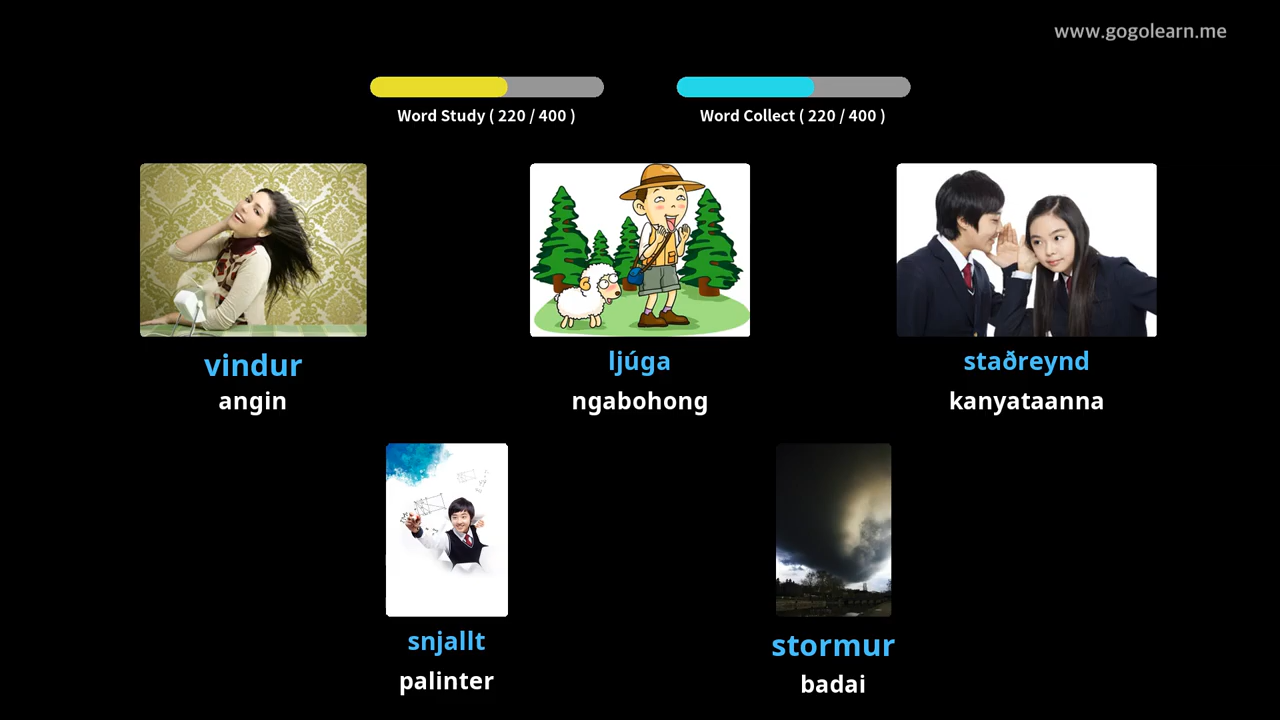 www.gogolearn.me
Word Study ( 220 / 400 )
Word Collect ( 220 / 400 )
vindur
angin
ljúga
ngabohong
staðreynd
kanyataanna
snjallt
palinter
stormur
badai